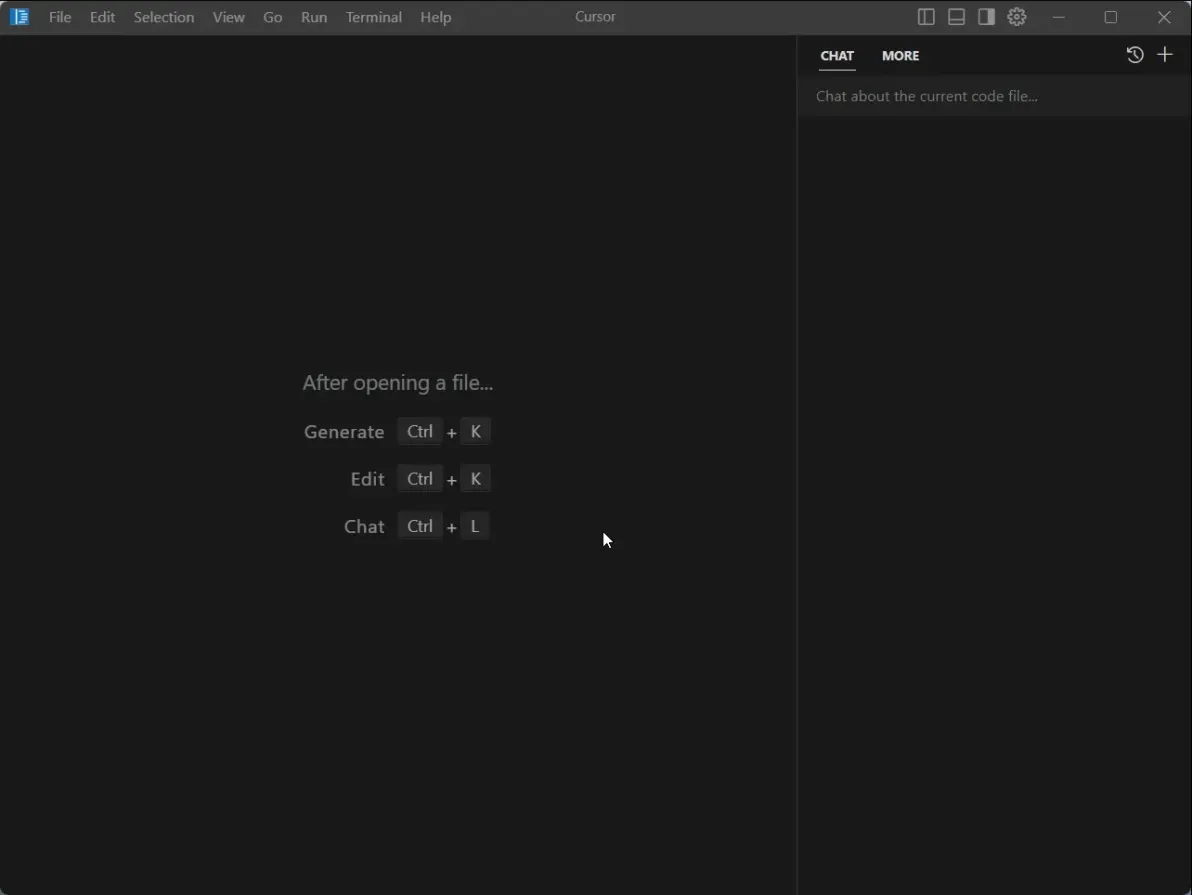 File Edit Selection View Go Run Terminal Help Cursor
CHAT MORE
Chat about the current code file...
After opening a file...
Generate Ctrl + K
Edit Ctrl + K
Chat Ctrl + L